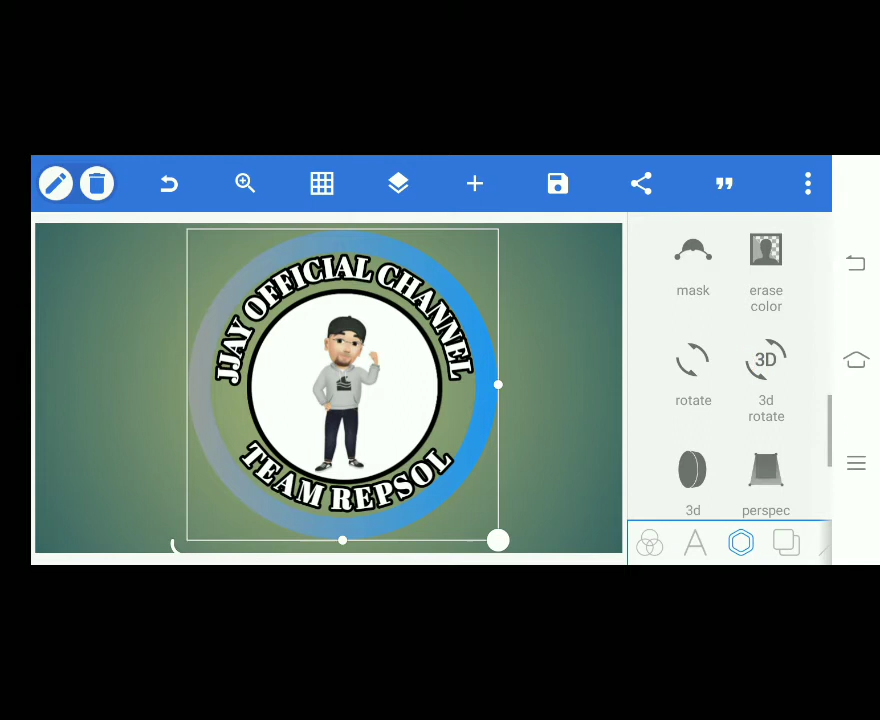 JJAY OFFICIAL CHANNEL
TEAM REPSOL
mask
erase
color
rotate
3D
3d
rotate
3d
perspec